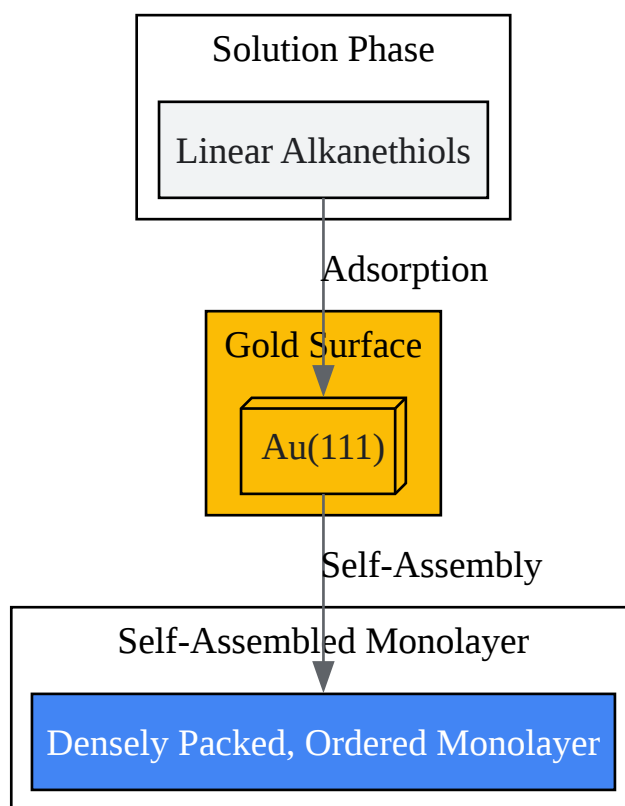 Solution Phase
Linear Alkanethiols
Adsorption
Gold Surface
Au(111)
Self-Assembly
Self-Assembled Monolayer
Densely Packed, Ordered Monolayer